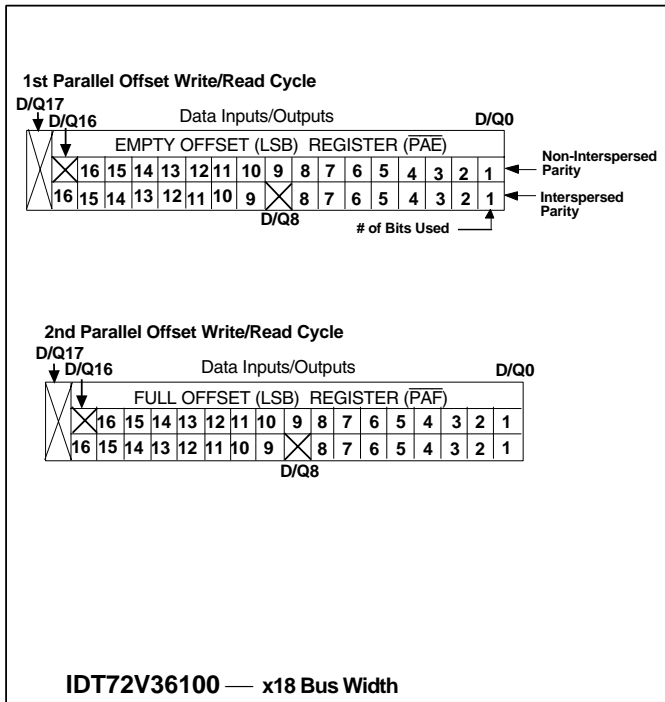 1st Parallel Offset Write/Read Cycle
D/Q17
D/Q16
Data Inputs/Outputs
D/Q0
EMPTY OFFSET (LSB) REGISTER (PAE)
16 15 14 13 12 11 10 9 8 7 6 5 4 3 2 1
Non-Interspersed
Parity
16 15 14 13 12 11 10 9 8 7 6 5 4 3 2 1
Interspersed
Parity
D/Q8
# of Bits Used
2nd Parallel Offset Write/Read Cycle
D/Q17
D/Q16
Data Inputs/Outputs
D/Q0
FULL OFFSET (LSB) REGISTER (PAF)
16 15 14 13 12 11 10 9 8 7 6 5 4 3 2 1
16 15 14 13 12 11 10 9 8 7 6 5 4 3 2 1
D/Q8
IDT72V36100 — x18 Bus Width